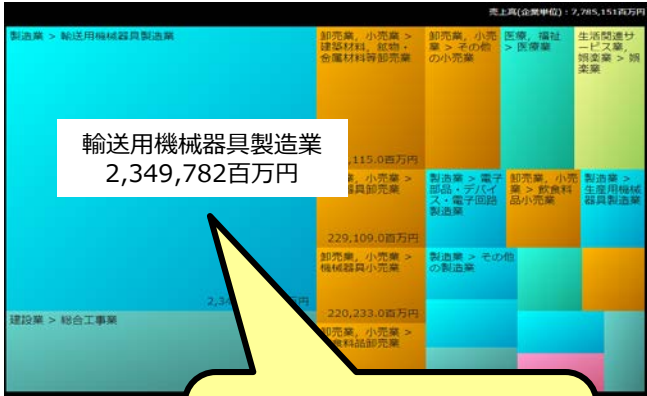 売上高(企業単位)：7,785,151百万円
製造業 > 輸送用機械器具製造業
輸送用機械器具製造業
2,349,782百万円
建設業 > 総合工事業
卸売業, 小売業 >
建築材料, 鉱物・
金属材料等卸売業
115.0百万円
小売業 >
器具卸売業
229,109.0百万円
卸売業, 小売業 >
機械器具小売業
220,233.0百万円
卸売業, 小売業 >
食料品卸売業
卸売業, 小売
業 > その他
の小売業
医療, 福祉
> 医療業
生活関連サ
ービス業,
娯楽業 > 娯
楽業
製造業 > 電子
部品・デバイ
ス・電子回路
製造業
卸売業, 小売
業 > 飲食料
品小売業
製造業 >
生産用機械
器具製造業
製造業 > その他
の製造業